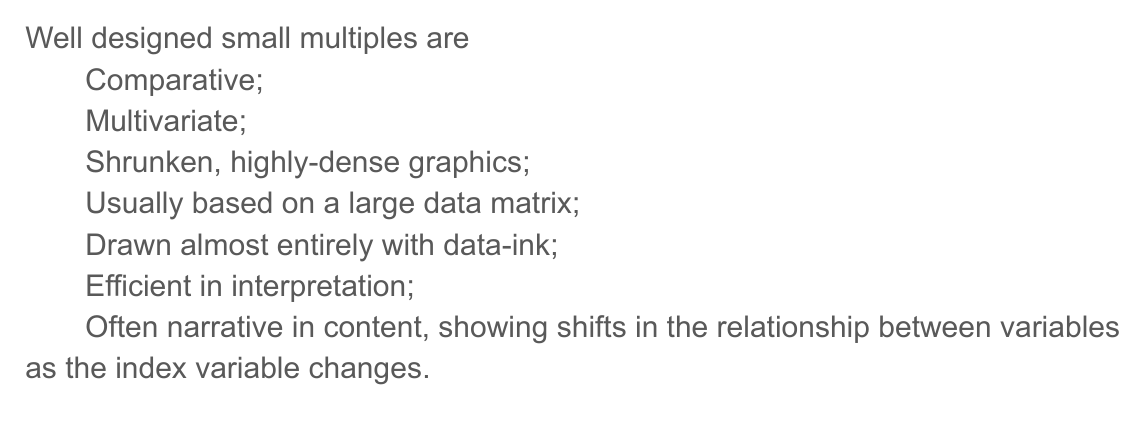 Well designed small multiples are
Comparative;
Multivariate;
Shrunken, highly-dense graphics;
Usually based on a large data matrix;
Drawn almost entirely with data-ink;
Efficient in interpretation;
Often narrative in content, showing shifts in the relationship between variables
as the index variable changes.